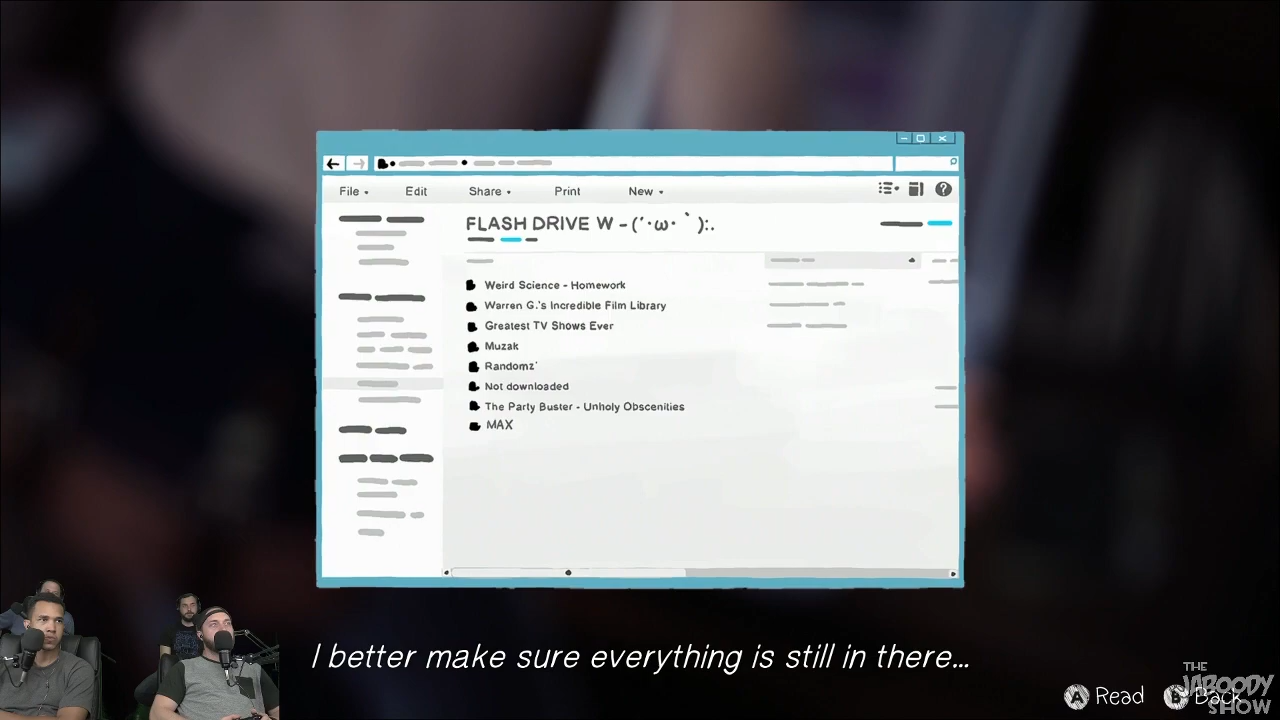 File Edit Share Print New
FLASH DRIVE W -(´･ω･`):.
Weird Science - Homework
Warren G.'s Incredible Film Library
Greatest TV Shows Ever
Muzak
Randomz'
Not downloaded
The Party Buster - Unholy Obscenities
MAX
I better make sure everything is still in there...
A Read Back
THE
JABOODY
SHOW